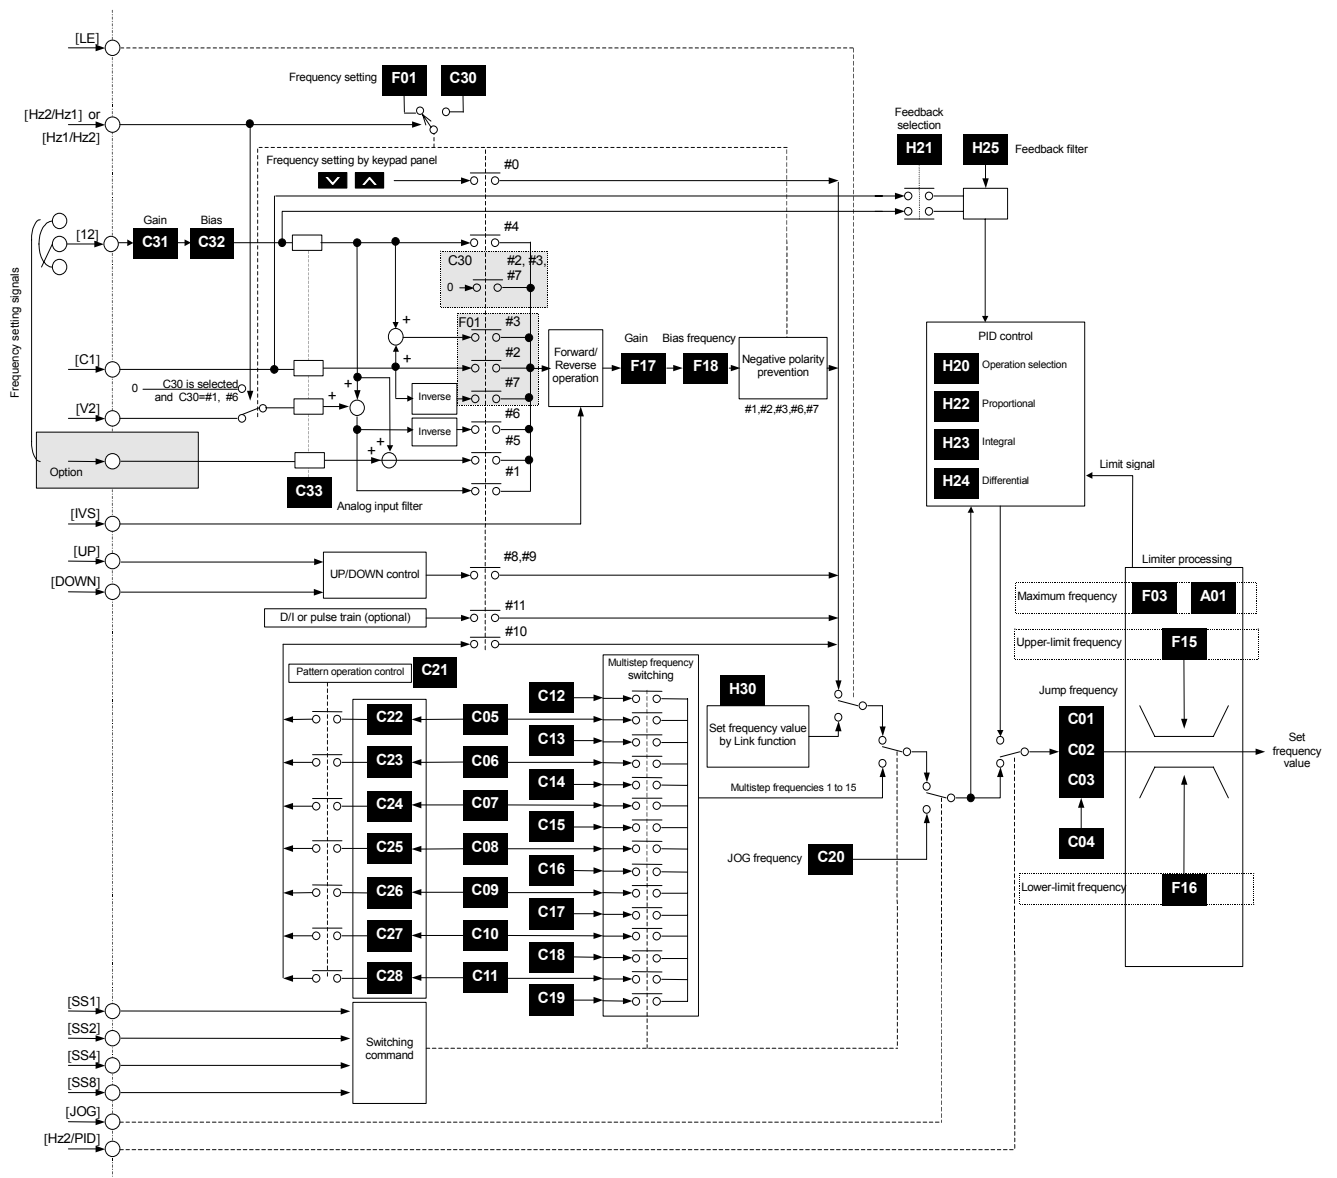 [LE]
Frequency setting
F01
C30
[Hz2/Hz1] or
[Hz1/Hz2]
Feedback
selection
H21
H25
Feedback filter
Frequency setting by keypad panel
#0
Frequency setting signals
[12]
Gain
C31
Bias
C32
#4
C30
#2, #3,
#7
0
F01
#3
#2
#7
+
+
[C1]
0
C30 is selected
and C30=#1, #6
[V2]
+
+
Inverse
Inverse
#6
#5
#1
+
+
Option
C33
Analog input filter
Forward/
Reverse
operation
Gain
F17
Bias frequency
F18
Negative polarity
prevention
#1,#2,#3,#6,#7
PID control
H20
Operation selection
H22
Proportional
H23
Integral
H24
Differential
Limit signal
[IVS]
[UP]
[DOWN]
UP/DOWN control
#8,#9
D/I or pulse train (optional)
#11
#10
Limiter processing
Maximum frequency
F03
A01
Upper-limit frequency
F15
Pattern operation control
C21
Multistep frequency
switching
C12
C22
C05
C13
C23
C06
C14
C24
C07
C15
C25
C08
C16
C26
C09
C17
C27
C10
C18
C28
C11
C19
H30
Set frequency value
by Link function
Multistep frequencies 1 to 15
JOG frequency
C20
Jump frequency
C01
C02
C03
C04
Set
frequency
value
Lower-limit frequency
F16
[SS1]
[SS2]
[SS4]
[SS8]
Switching
command
[JOG]
[Hz2/PID]